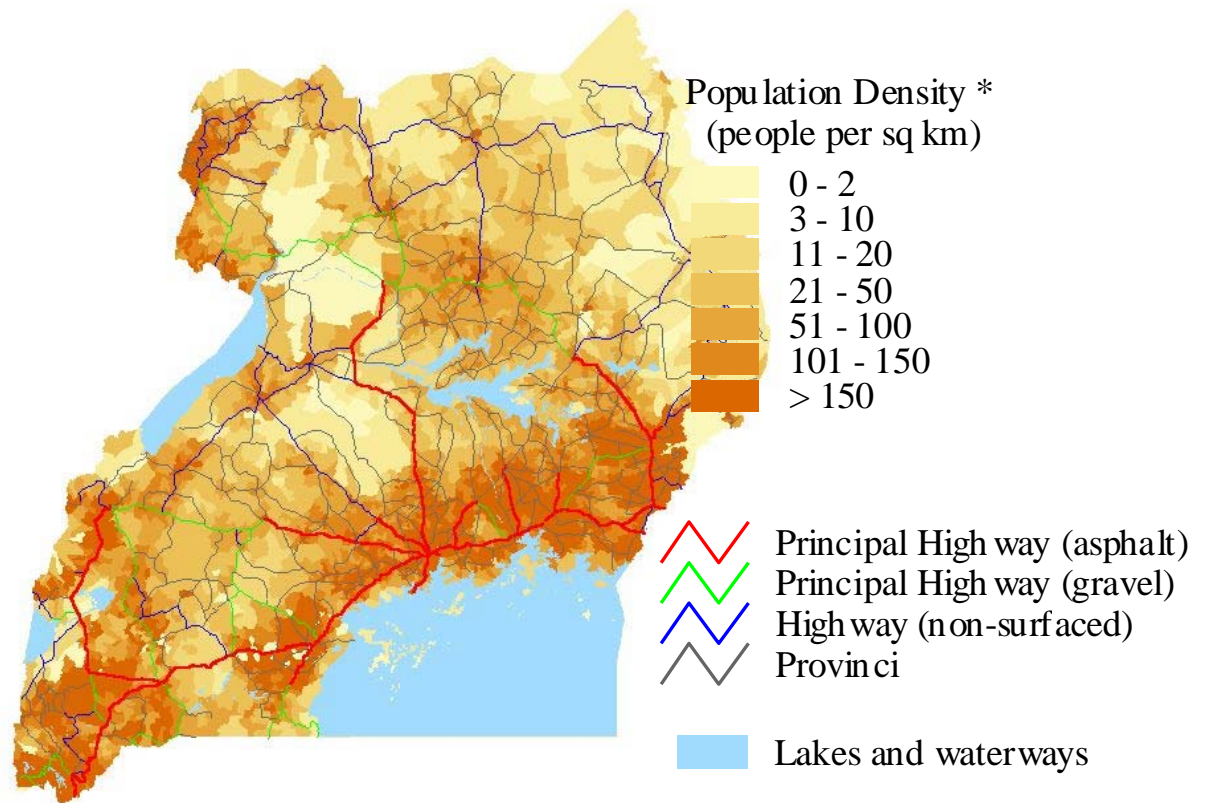 Population Density *
(people per sq km)
0 - 2
3 - 10
11 - 20
21 - 50
51 - 100
101 - 150
> 150
Principal Highway (asphalt)
Principal Highway (gravel)
Highway (non-surfaced)
Provinci
Lakes and waterways